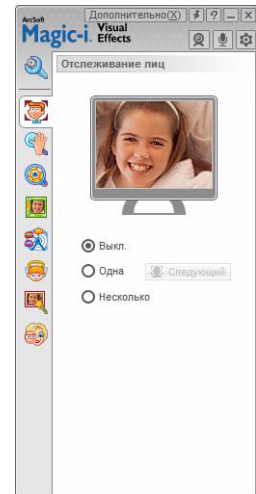 ArcSoft
Magic-i. Visual Effects
Дополнительно(X)
Отслеживание лиц
Выкл.
Одна
Следующий
Несколько